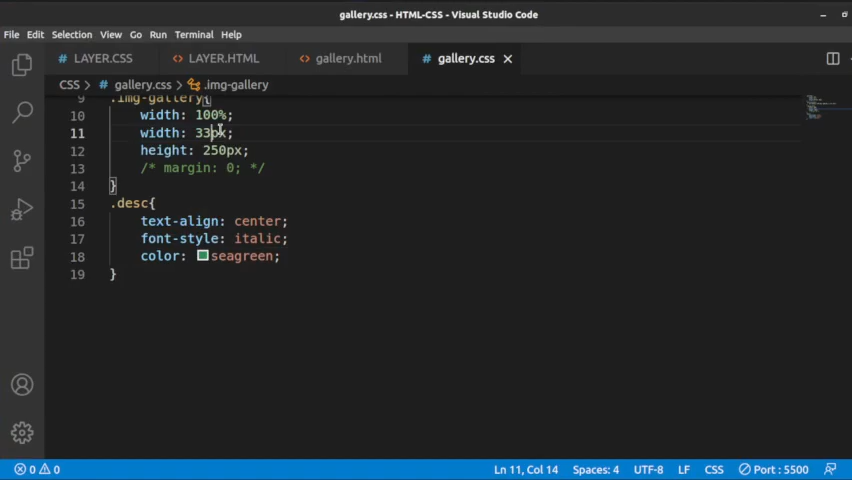 gallery.css - HTML-CSS - Visual Studio Code
File Edit Selection View Go Run Terminal Help
# LAYER.CSS <> LAYER.HTML <> gallery.html # gallery.css
CSS > # gallery.css > .img-gallery
9 .img-gallery{
10 width: 100%;
11 width: 33px;
12 height: 250px;
13 /* margin: 0; */
14 }
15 .desc{
16 text-align: center;
17 font-style: italic;
18 color: seagreen;
19 }
0 0 Ln 11, Col 14 Spaces: 4 UTF-8 LF CSS Port : 5500